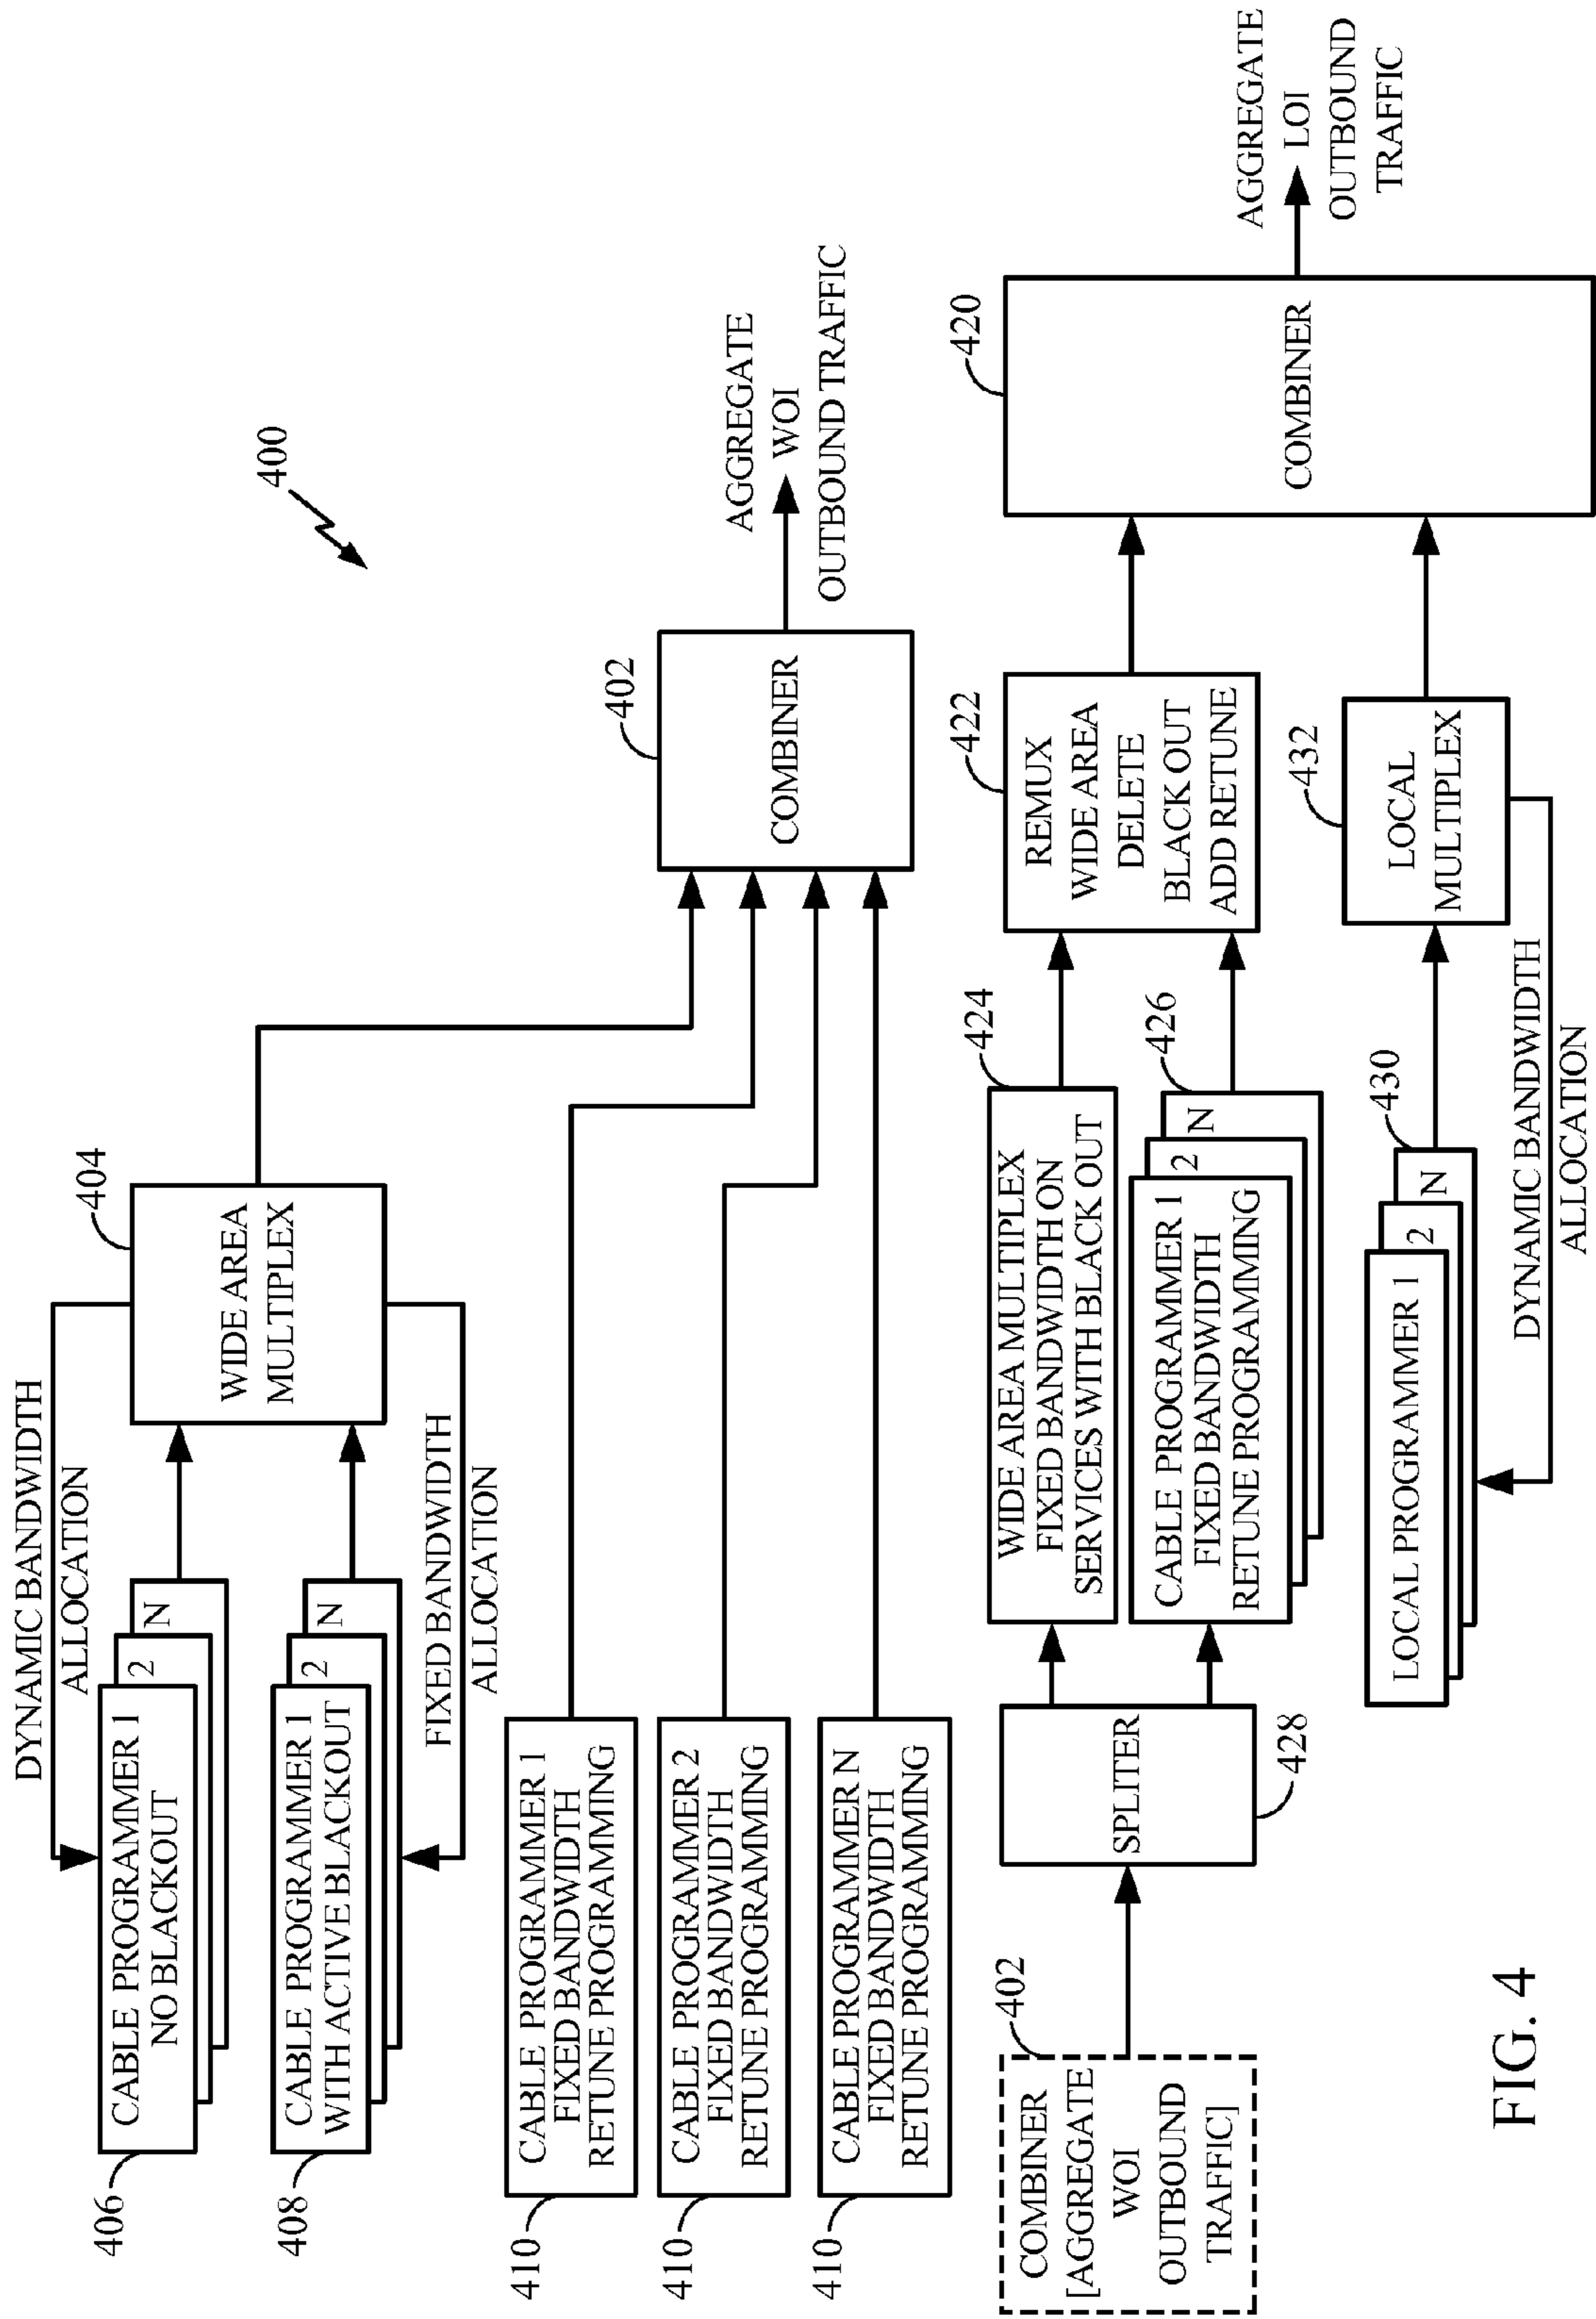 400
DYNAMIC BANDWIDTH
ALLOCATION
406
CABLE PROGRAMMER 1
NO BLACKOUT
2
N
404
WIDE AREA
MULTIPLEX
408
CABLE PROGRAMMER 1
WITH ACTIVE BLACKOUT
2
N
FIXED BANDWIDTH
ALLOCATION
410
CABLE PROGRAMMER 1
FIXED BANDWIDTH
RETUNE PROGRAMMING
410
CABLE PROGRAMMER 2
FIXED BANDWIDTH
RETUNE PROGRAMMING
410
CABLE PROGRAMMER N
FIXED BANDWIDTH
RETUNE PROGRAMMING
402
COMBINER
AGGREGATE
WOI
OUTBOUND TRAFFIC
402
COMBINER
[AGGREGATE
WOI
OUTBOUND
TRAFFIC]
SPLITER
428
424
WIDE AREA MULTIPLEX
FIXED BANDWIDTH ON
SERVICES WITH BLACK OUT
426
CABLE PROGRAMMER 1
FIXED BANDWIDTH
RETUNE PROGRAMMING
2
N
422
REMUX
WIDE AREA
DELETE
BLACK OUT
ADD RETUNE
430
LOCAL PROGRAMMER 1
2
N
432
LOCAL
MULTIPLEX
DYNAMIC BANDWIDTH
ALLOCATION
420
COMBINER
AGGREGATE
LOI
OUTBOUND
TRAFFIC
FIG. 4